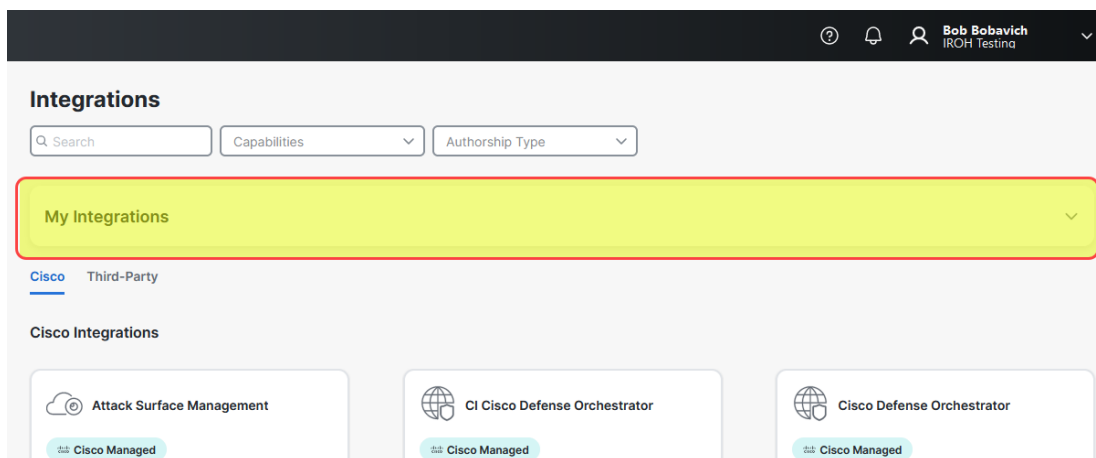 Bob Bobavich
IROH Testing
Integrations
Search
Capabilities
Authorship Type
My Integrations
Cisco Third-Party
Cisco Integrations
Attack Surface Management
CI Cisco Defense Orchestrator
Cisco Defense Orchestrator
Cisco Managed
Cisco Managed
Cisco Managed